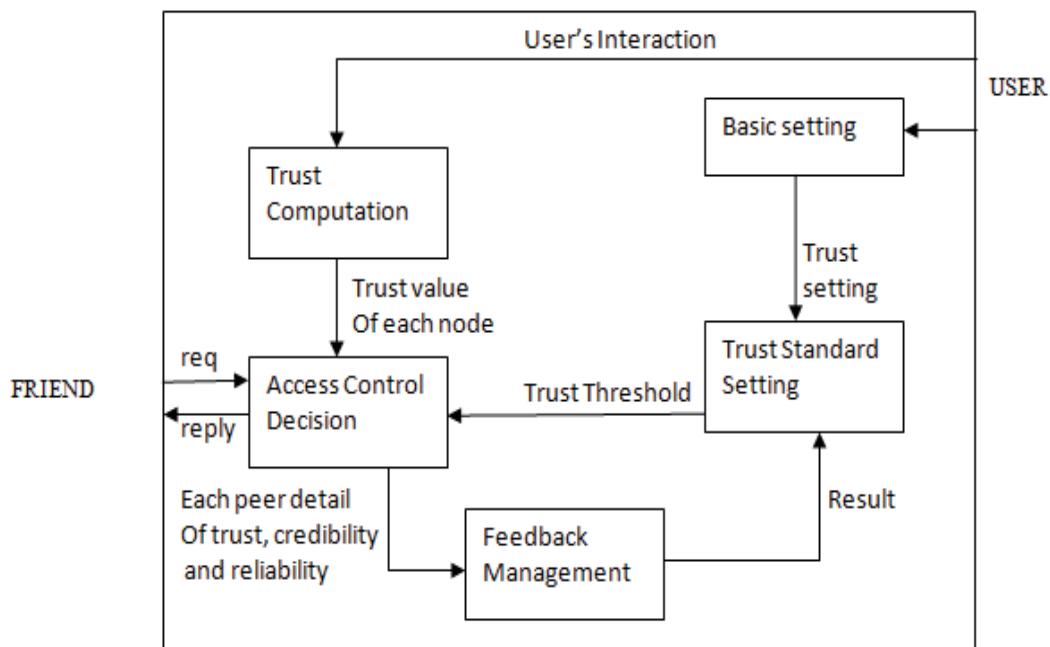 User's Interaction
USER
Basic setting
Trust
Computation
Trust
setting
Trust value
Of each node
Trust Standard
Setting
req
FRIEND
Access Control
Decision
Trust Threshold
reply
Each peer detail
Of trust, credibility
and reliability
Result
Feedback
Management